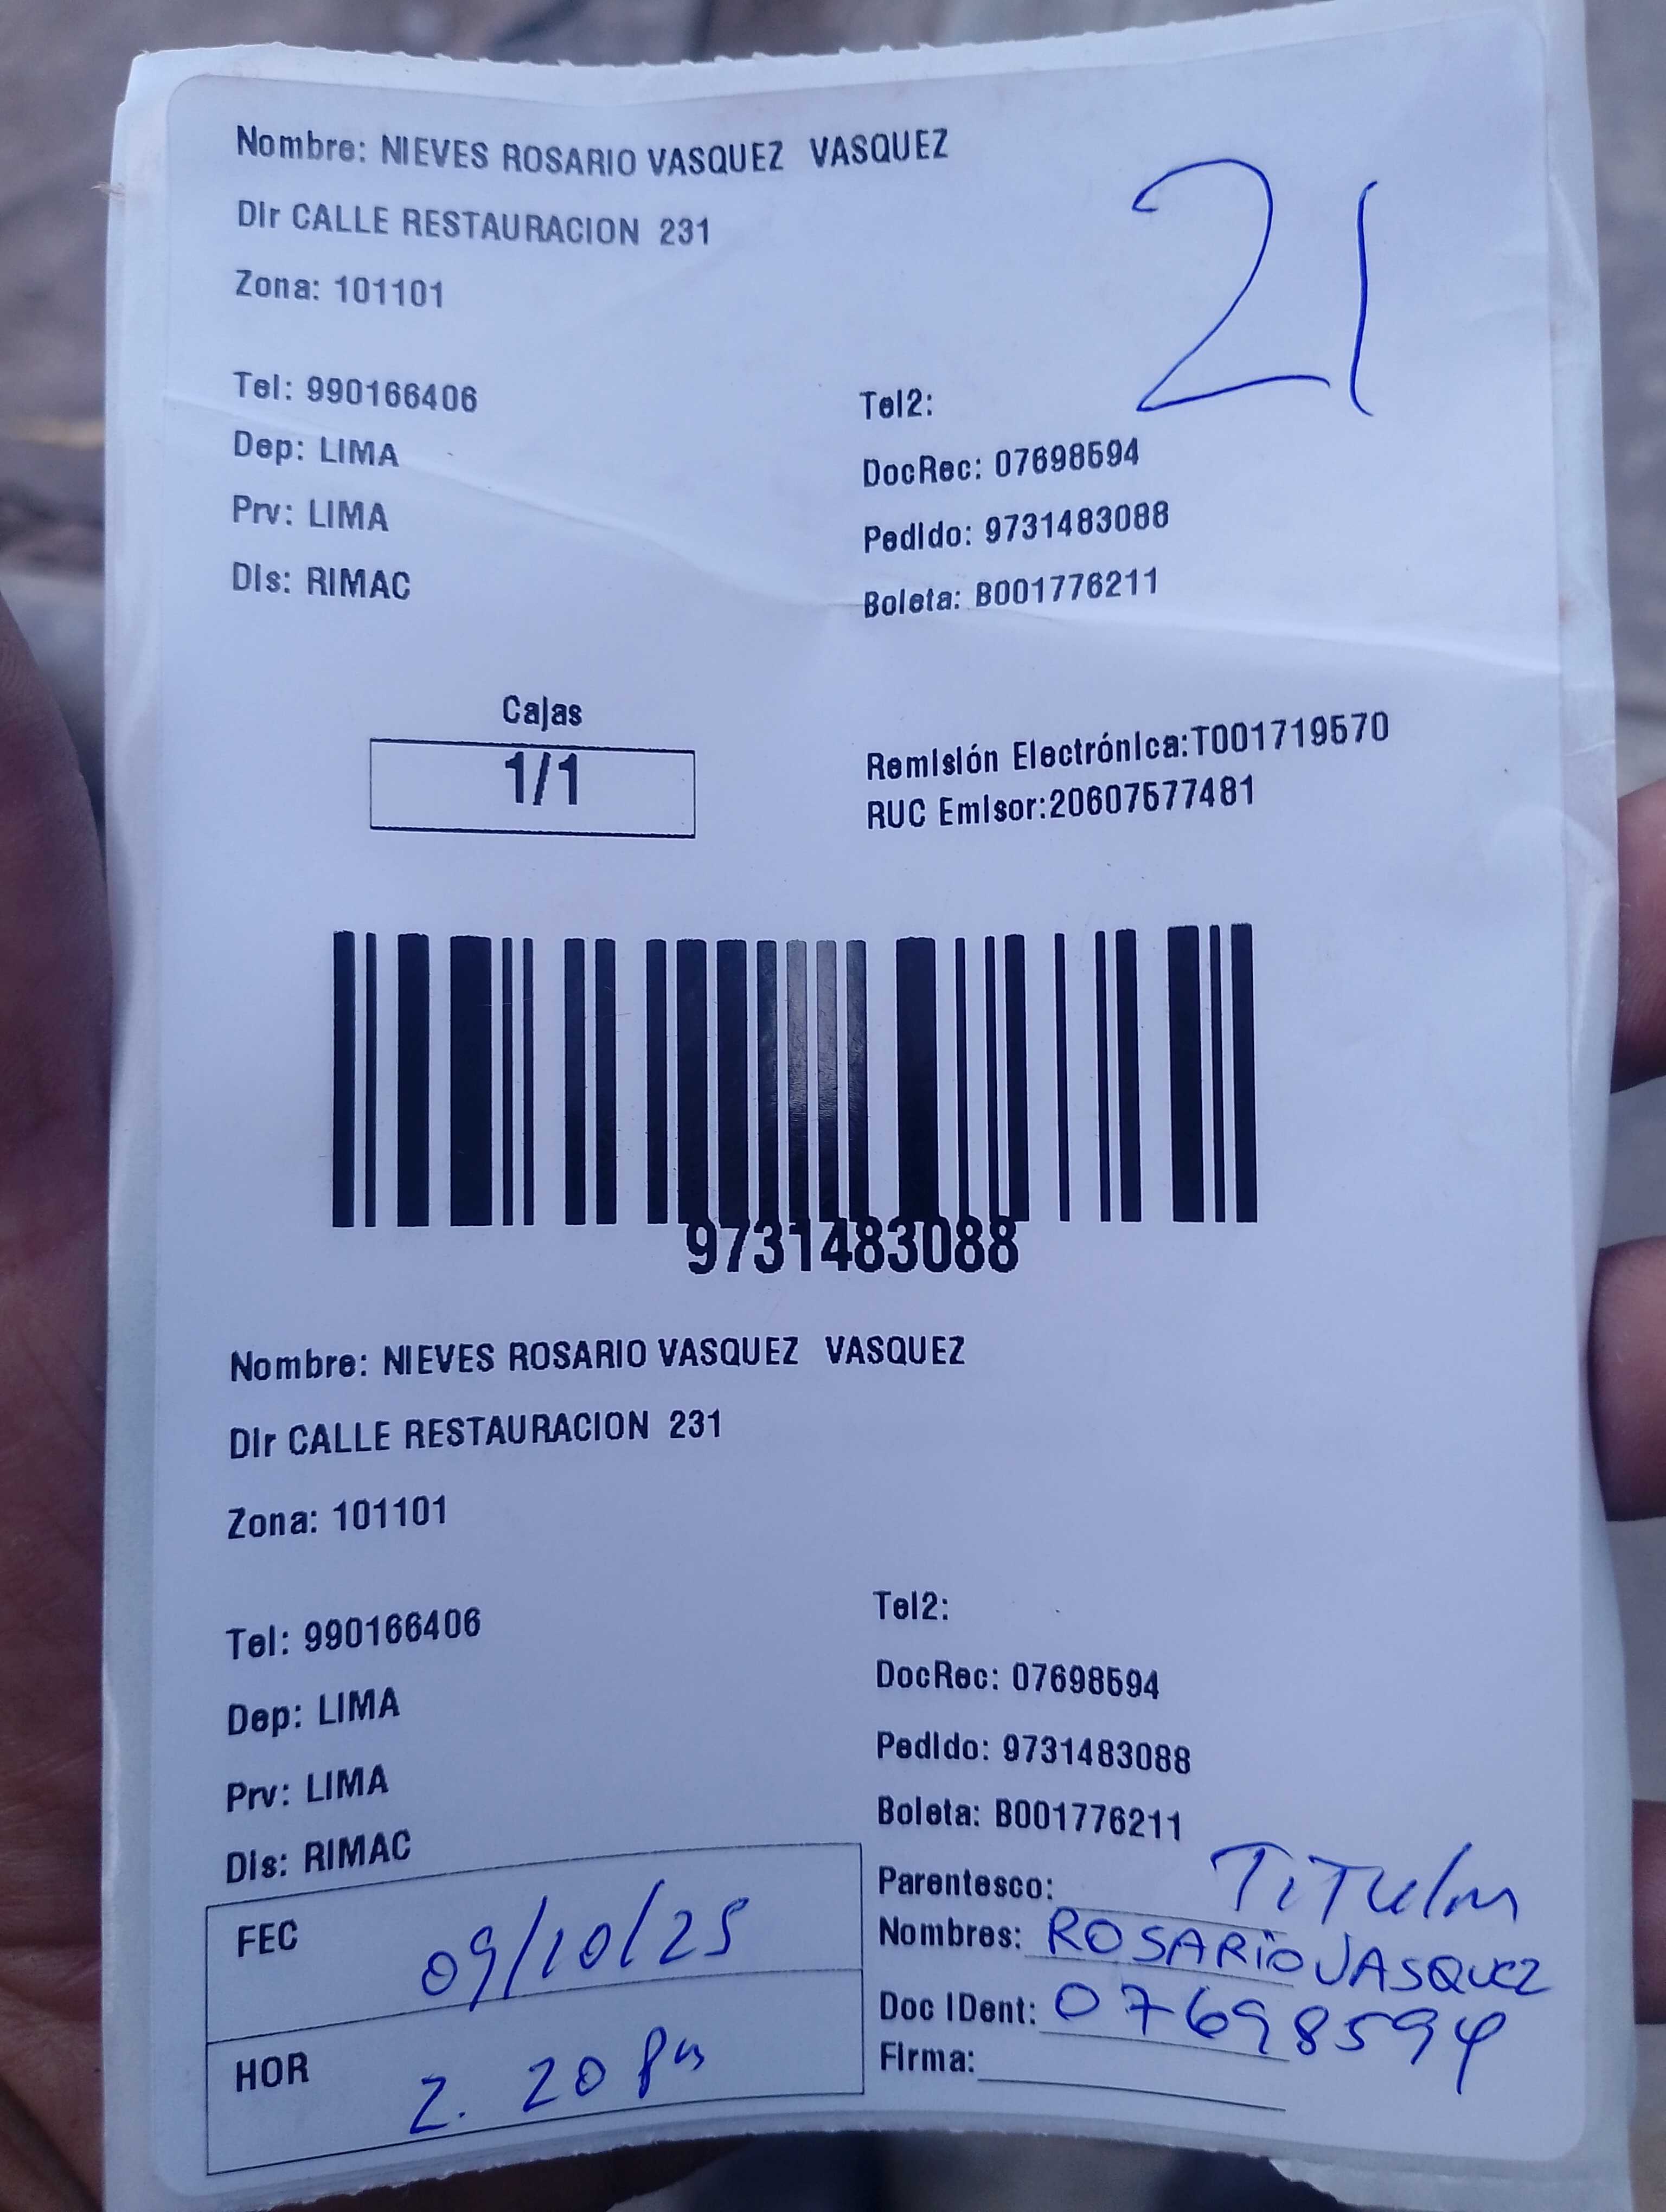 Nombre: NIEVES ROSARIO VASQUEZ VASQUEZ
21
Dir CALLE RESTAURACION 231
Zona: 101101
Tel: 990166406
Tel2:
Dep: LIMA
DocRec: 07698594
Prv: LIMA
Pedido: 9731483088
Dis: RIMAC
Boleta: B001776211
Cajas
1/1
Remisión Electrónica:T001719570
RUC Emisor:20607577481
9731483088
Nombre: NIEVES ROSARIO VASQUEZ VASQUEZ
Dir CALLE RESTAURACION 231
Zona: 101101
Tel: 990166406
Tel2:
Dep: LIMA
DocRec: 07698594
Prv: LIMA
Pedido: 9731483088
Dis: RIMAC
Boleta: B001776211
FEC 09/10/25
HOR 2.20 pm
Parentesco: TiTular
Nombres: ROSARiO VASQUEZ
Doc IDent: 07698594
Firma: